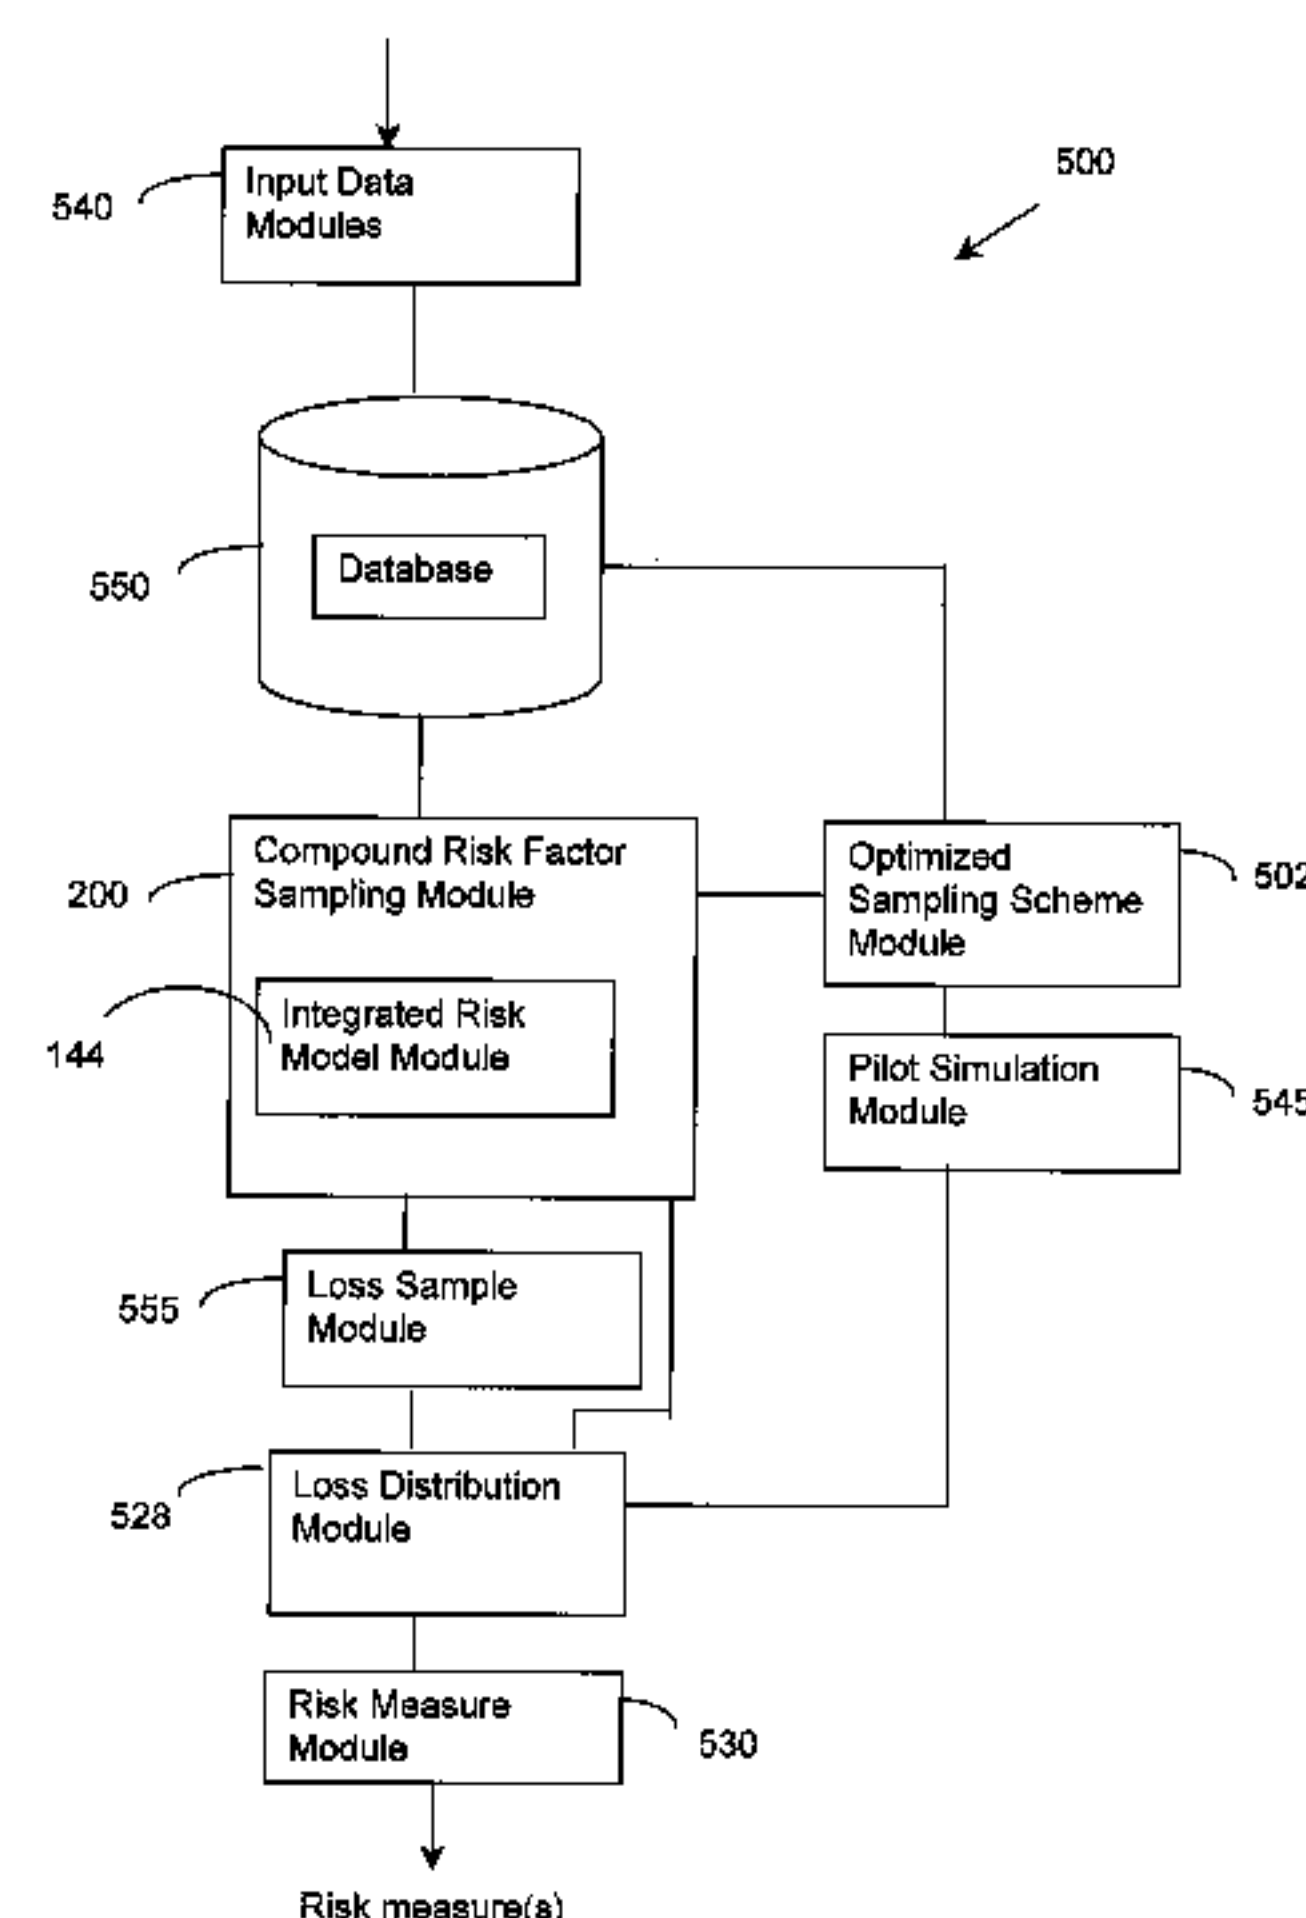 500
540
Input Data
Modules
550
Database
200
Compound Risk Factor
Sampling Module
Optimized
Sampling Scheme
Module
502
144
Integrated Risk
Model Module
Pilot Simulation
Module
545
555
Loss Sample
Module
528
Loss Distribution
Module
Risk Measure
Module
530
Risk measure(s)